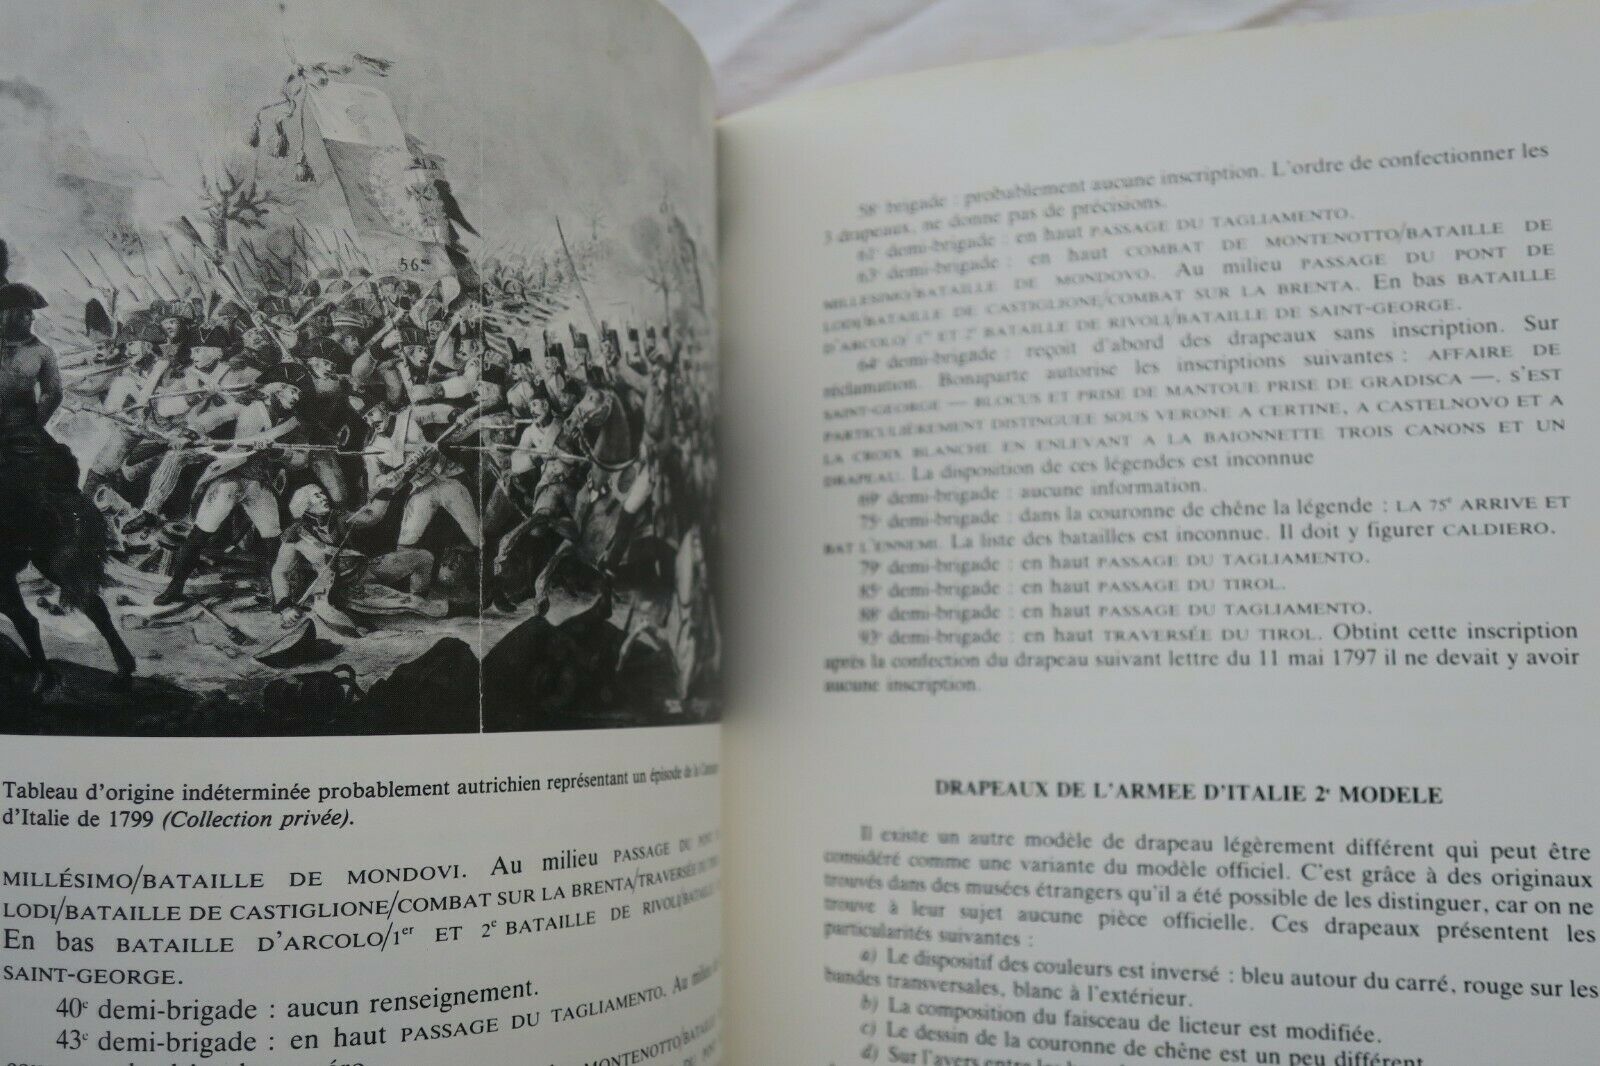 56.
Tableau d'origine indéterminée probablement autrichien représentant un épisode de la
d'Italie de 1799 (Collection privée).
MILLÉSIMO/BATAILLE DE MONDOVI. Au milieu PASSAGE DU PONT
LODI/BATAILLE DE CASTIGLIONE/COMBAT SUR LA BRENTA/TRAVERSÉE DU
En bas BATAILLE D'ARCOLO/1er ET 2e BATAILLE DE RIVOLI/BATAILLE
SAINT-GEORGE.
40e demi-brigade : aucun renseignement.
43e demi-brigade : en haut PASSAGE DU TAGLIAMENTO. Au milieu
MONTENOTTO/BATAILLE
58e brigade : probablement aucune inscription. L'ordre de confectionner les
3 drapeaux, ne donne pas de précisions.
demi-brigade : en haut PASSAGE DU TAGLIAMENTO.
63e demi-brigade : en haut COMBAT DE MONTENOTTO/BATAILLE DE
MILLESIMO/BATAILLE DE MONDOVO. Au milieu PASSAGE DU PONT DE
LODI/BATAILLE DE CASTIGLIONE/COMBAT SUR LA BRENTA. En bas BATAILLE
D'ARCOLO/ 1re ET 2e BATAILLE DE RIVOLI/BATAILLE DE SAINT-GEORGE.
64e demi-brigade : reçoit d'abord des drapeaux sans inscription. Sur
réclamation. Bonaparte autorise les inscriptions suivantes : AFFAIRE DE
SAINT-GEORGE — BLOCUS ET PRISE DE MANTOUE PRISE DE GRADISCA —. S'EST
PARTICULIÈREMENT DISTINGUEE SOUS VERONE A CERTINE, A CASTELNOVO ET A
LA CROIX BLANCHE EN ENLEVANT A LA BAIONNETTE TROIS CANONS ET UN
DRAPEAU. La disposition de ces légendes est inconnue
69e demi-brigade : aucune information.
75e demi-brigade : dans la couronne de chêne la légende : LA 75e ARRIVE ET
BAT L'ENNEMI. La liste des batailles est inconnue. Il doit y figurer CALDIERO.
79e demi-brigade : en haut PASSAGE DU TAGLIAMENTO.
85e demi-brigade : en haut PASSAGE DU TIROL.
88e demi-brigade : en haut PASSAGE DU TAGLIAMENTO.
93e demi-brigade : en haut TRAVERSÉE DU TIROL. Obtint cette inscription
après la confection du drapeau suivant lettre du 11 mai 1797 il ne devait y avoir
aucune inscription.
DRAPEAUX DE L'ARMEE D'ITALIE 2e MODELE
Il existe un autre modèle de drapeau légèrement différent qui peut être
considéré comme une variante du modèle officiel. C'est grâce à des originaux
trouvés dans des musées étrangers qu'il a été possible de les distinguer, car on ne
trouve à leur sujet aucune pièce officielle. Ces drapeaux présentent les
particularités suivantes :
a) Le dispositif des couleurs est inversé : bleu autour du carré, rouge sur les
bandes transversales, blanc à l'extérieur.
b) La composition du faisceau de licteur est modifiée.
c) Le dessin de la couronne de chêne est un peu différent.
d) Sur l'avers entre